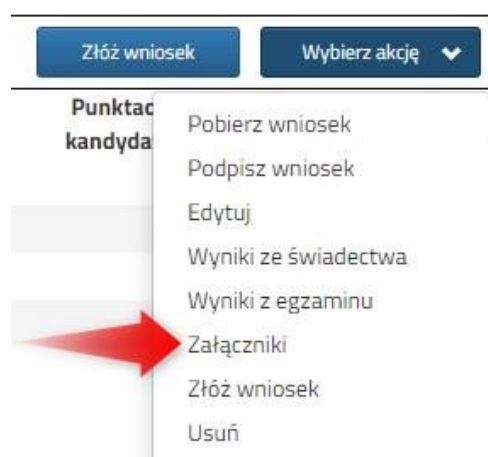 Złóż wniosek
Wybierz akcję
Punktac
kandyda
Pobierz wniosek
Podpisz wniosek
Edytuj
Wyniki ze świadectwa
Wyniki z egzaminu
Załączniki
Złóż wniosek
Usuń